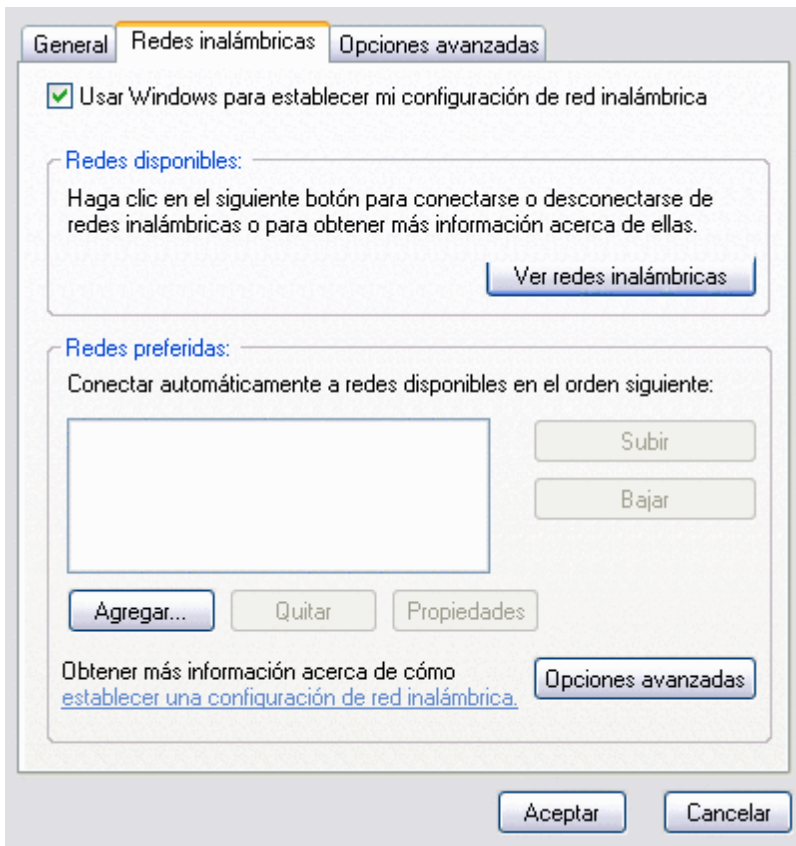 General
Redes inalámbricas
Opciones avanzadas
Usar Windows para establecer mi configuración de red inalámbrica
Redes disponibles:
Haga clic en el siguiente botón para conectarse o desconectarse de
redes inalámbricas o para obtener más información acerca de ellas.
Ver redes inalámbricas
Redes preferidas:
Conectar automáticamente a redes disponibles en el orden siguiente:
Subir
Bajar
Agregar...
Quitar
Propiedades
Obtener más información acerca de cómo
establecer una configuración de red inalámbrica.
Opciones avanzadas
Aceptar
Cancelar